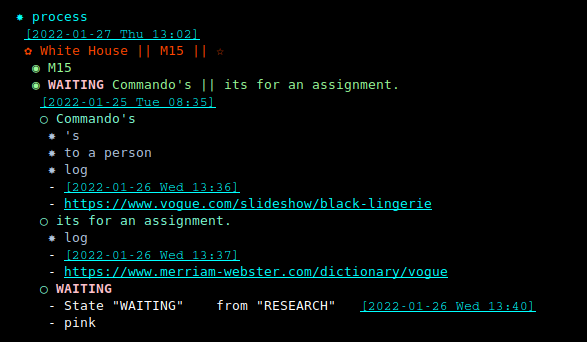 ✸ process
[2022-01-27 Thu 13:02]
✿ White House || M15 || ☆
◉ M15
◉ WAITING Commando's || its for an assignment.
[2022-01-25 Tue 08:35]
○ Commando's
✸ 's
✸ to a person
✸ log
- [2022-01-26 Wed 13:36]
- https://www.vogue.com/slideshow/black-lingerie
○ its for an assignment.
✸ log
- [2022-01-26 Wed 13:37]
- https://www.merriam-webster.com/dictionary/vogue
○ WAITING
- State "WAITING"    from "RESEARCH"   [2022-01-26 Wed 13:40]
- pink